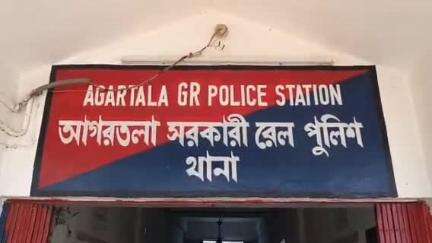 AGARTALA GR POLICE STATION
আগরতলা সরকারী রেল পুলিশ
থানা